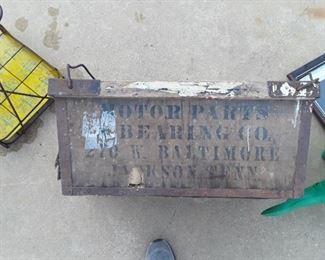 MOTOR PARTS
& BEARING CO.
210 W. BALTIMORE
JACKSON TENN